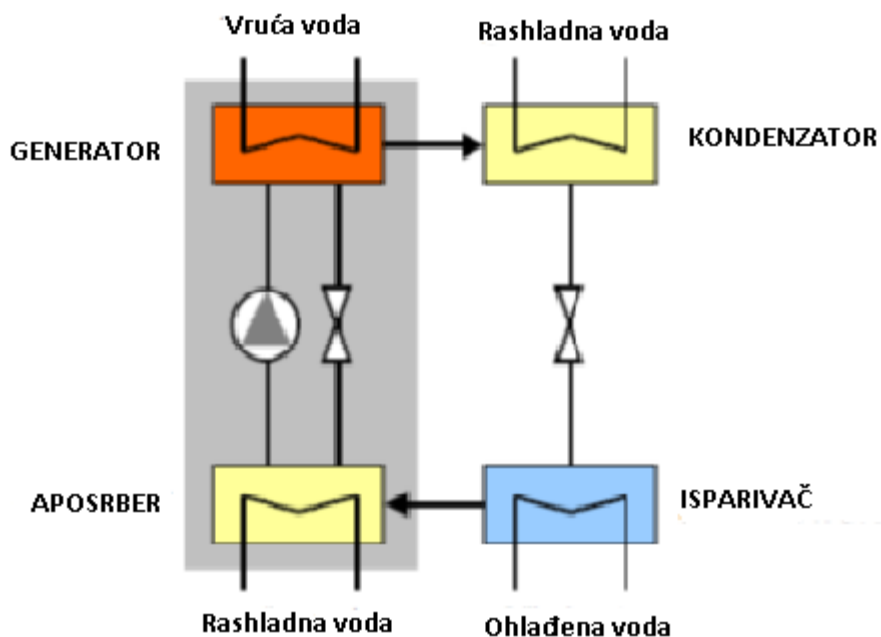 Vruća voda
Rashladna voda
GENERATOR
KONDENZATOR
APOSRBER
ISPARIVAČ
Rashladna voda
Ohlađena voda